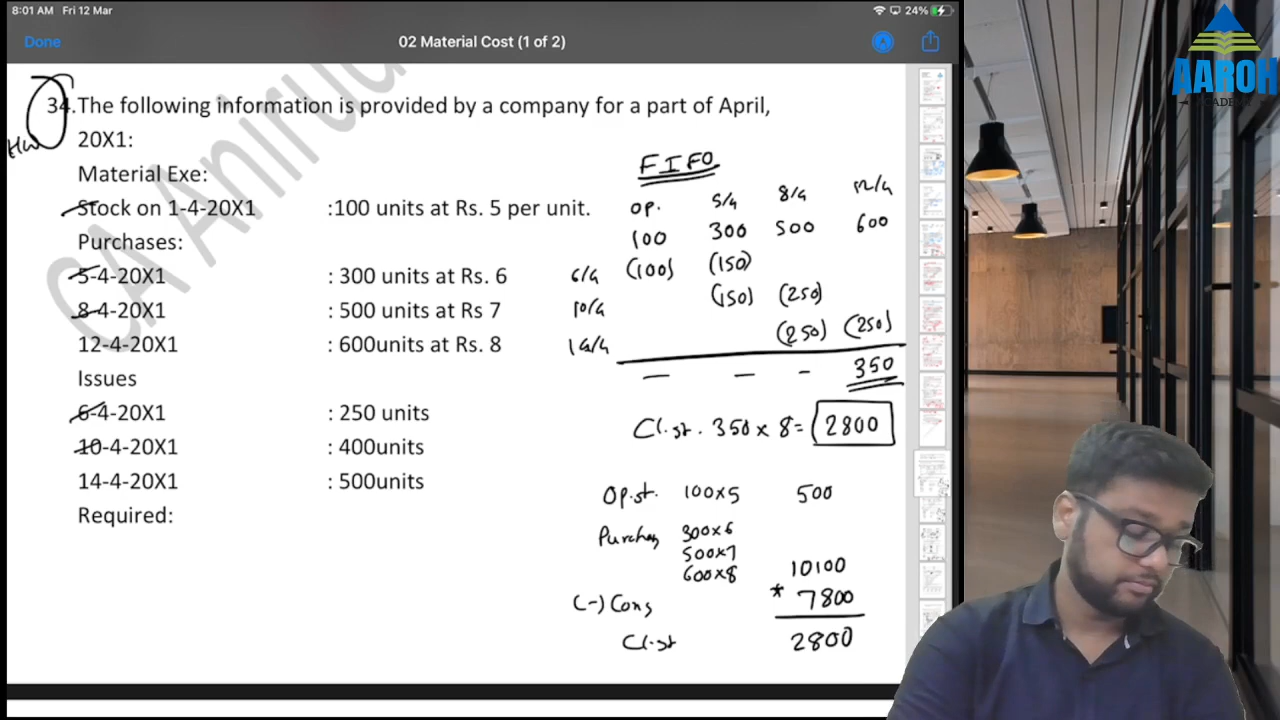 8:01 AM Fri 12 Mar
24%
Done
02 Material Cost (1 of 2)
AAROH
ACADEMY
HW
34. The following information is provided by a company for a part of April,
20X1:
Material Exe:
Stock on 1-4-20X1 :100 units at Rs. 5 per unit.
Purchases:
5-4-20X1 : 300 units at Rs. 6
8-4-20X1 : 500 units at Rs 7
12-4-20X1 : 600units at Rs. 8
Issues
6-4-20X1 : 250 units
10-4-20X1 : 400units
14-4-20X1 : 500units
Required:
CA Anirud
FIFO
OP. 5/4 8/4 12/4
100 300 500 600
6/4 (100) (150)
10/4 (150) (250)
14/4 (250) (250)
— — - 350
Cl.st. 350 x 8 = 2800
Op.st. 100x5 500
Purchas 300x6
500x7
600x8 10100
(-) Cons * 7800
Cl.st 2800